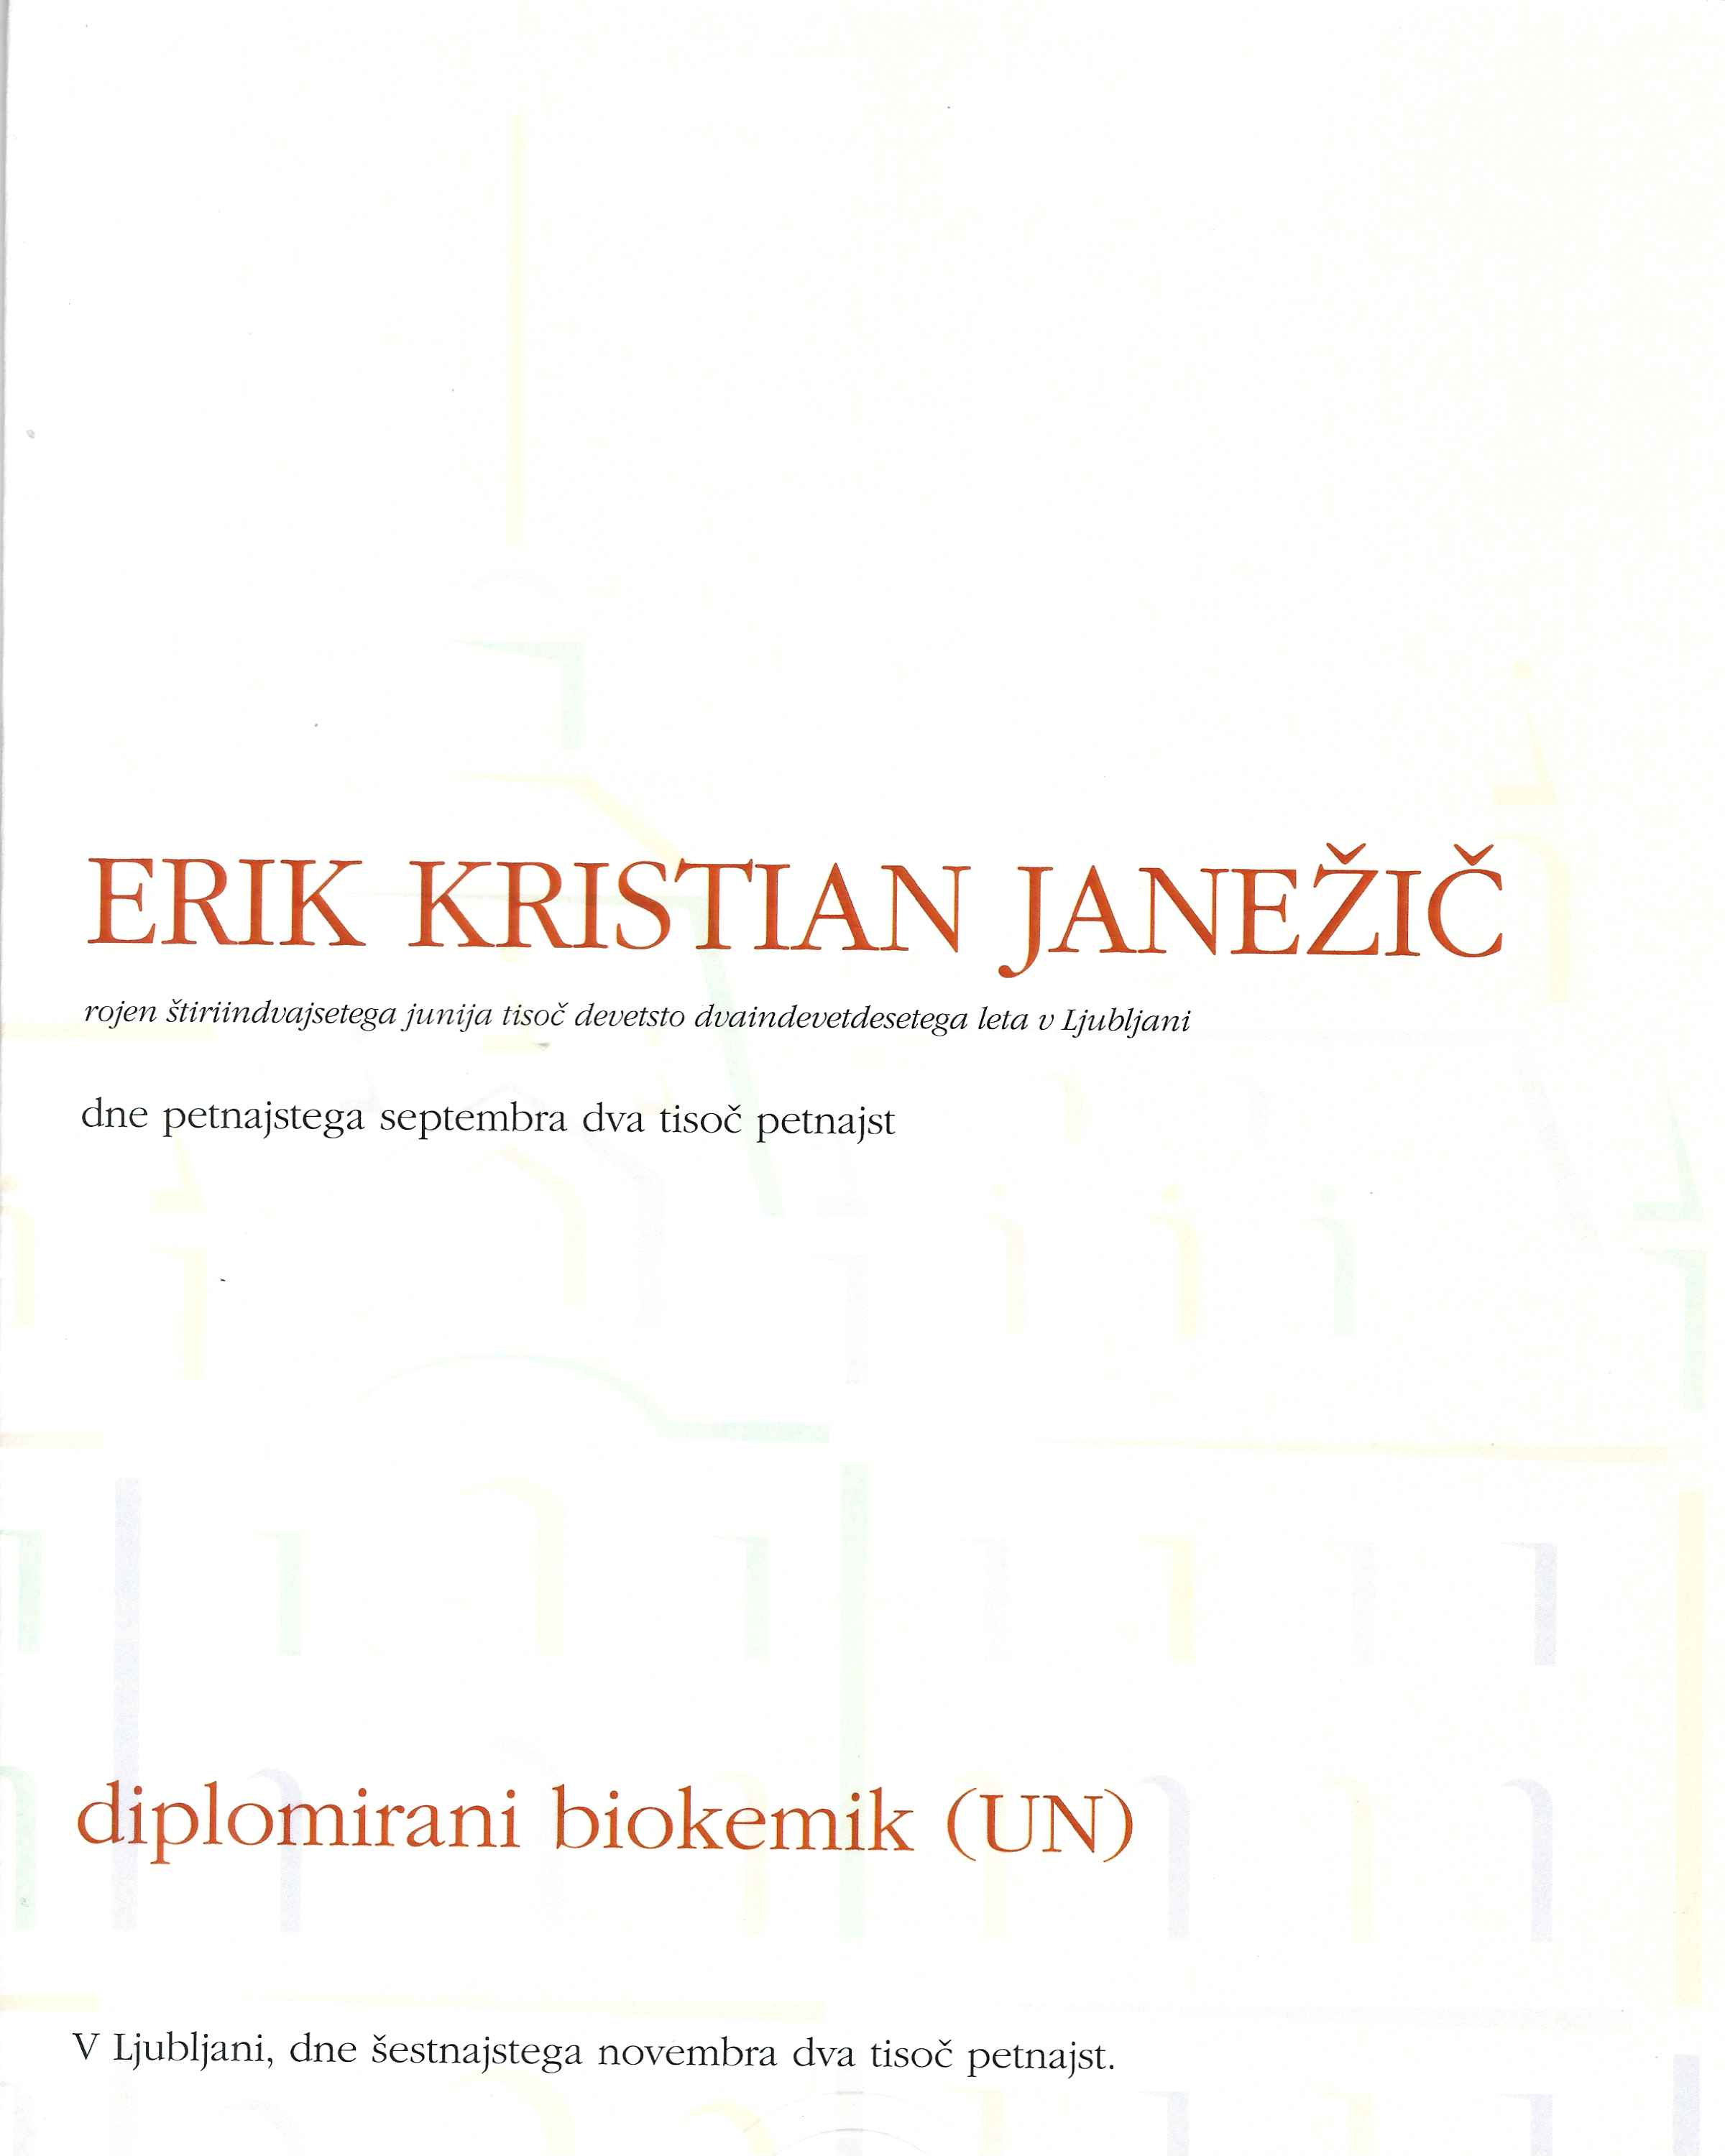 ERIK KRISTIAN JANEŽIČ
rojen štiriindvajsetega junija tisoč devetsto dvaindevetdesetega leta v Ljubljani
dne petnajstega septembra dva tisoč petnajst
diplomirani biokemik (UN)
V Ljubljani, dne šestnajstega novembra dva tisoč petnajst.